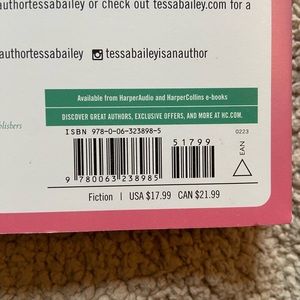 authortessabailey or check out tessabailey.com for a
authortessabailey tessabaileyisanauthor
Available from HarperAudio and HarperCollins e-books
DISCOVER GREAT AUTHORS, EXCLUSIVE OFFERS, AND MORE AT HC.COM.
ISBN 978-0-06-323898-5
51799
0223
EAN
9 780063 238985
Fiction | USA $17.99 CAN $21.99